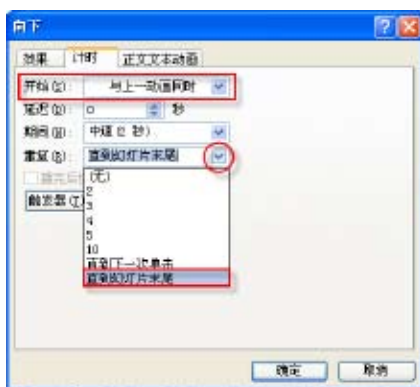 向下
效果 计时 正文文本动画
开始(S): 与上一动画同时
延迟(D): 0 秒
期间(N): 中速(2 秒)
重复(R): 直到幻灯片末尾
(无)
2
触发器(T)
3
4
5
10
直到下一次单击
直到幻灯片末尾
确定 取消